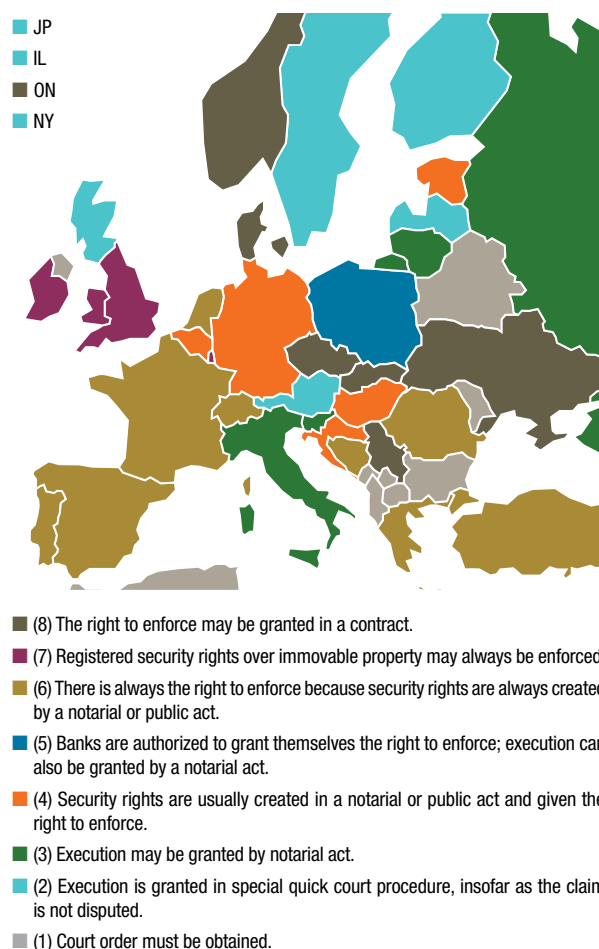 JP
IL
ON
NY
(8) The right to enforce may be granted in a contract.
(7) Registered security rights over immovable property may always be enforced
(6) There is always the right to enforce because security rights are always created
by a notarial or public act.
(5) Banks are authorized to grant themselves the right to enforce; execution can
also be granted by a notarial act.
(4) Security rights are usually created in a notarial or public act and given the
right to enforce.
(3) Execution may be granted by notarial act.
(2) Execution is granted in special quick court procedure, insofar as the claim
is not disputed.
(1) Court order must be obtained.